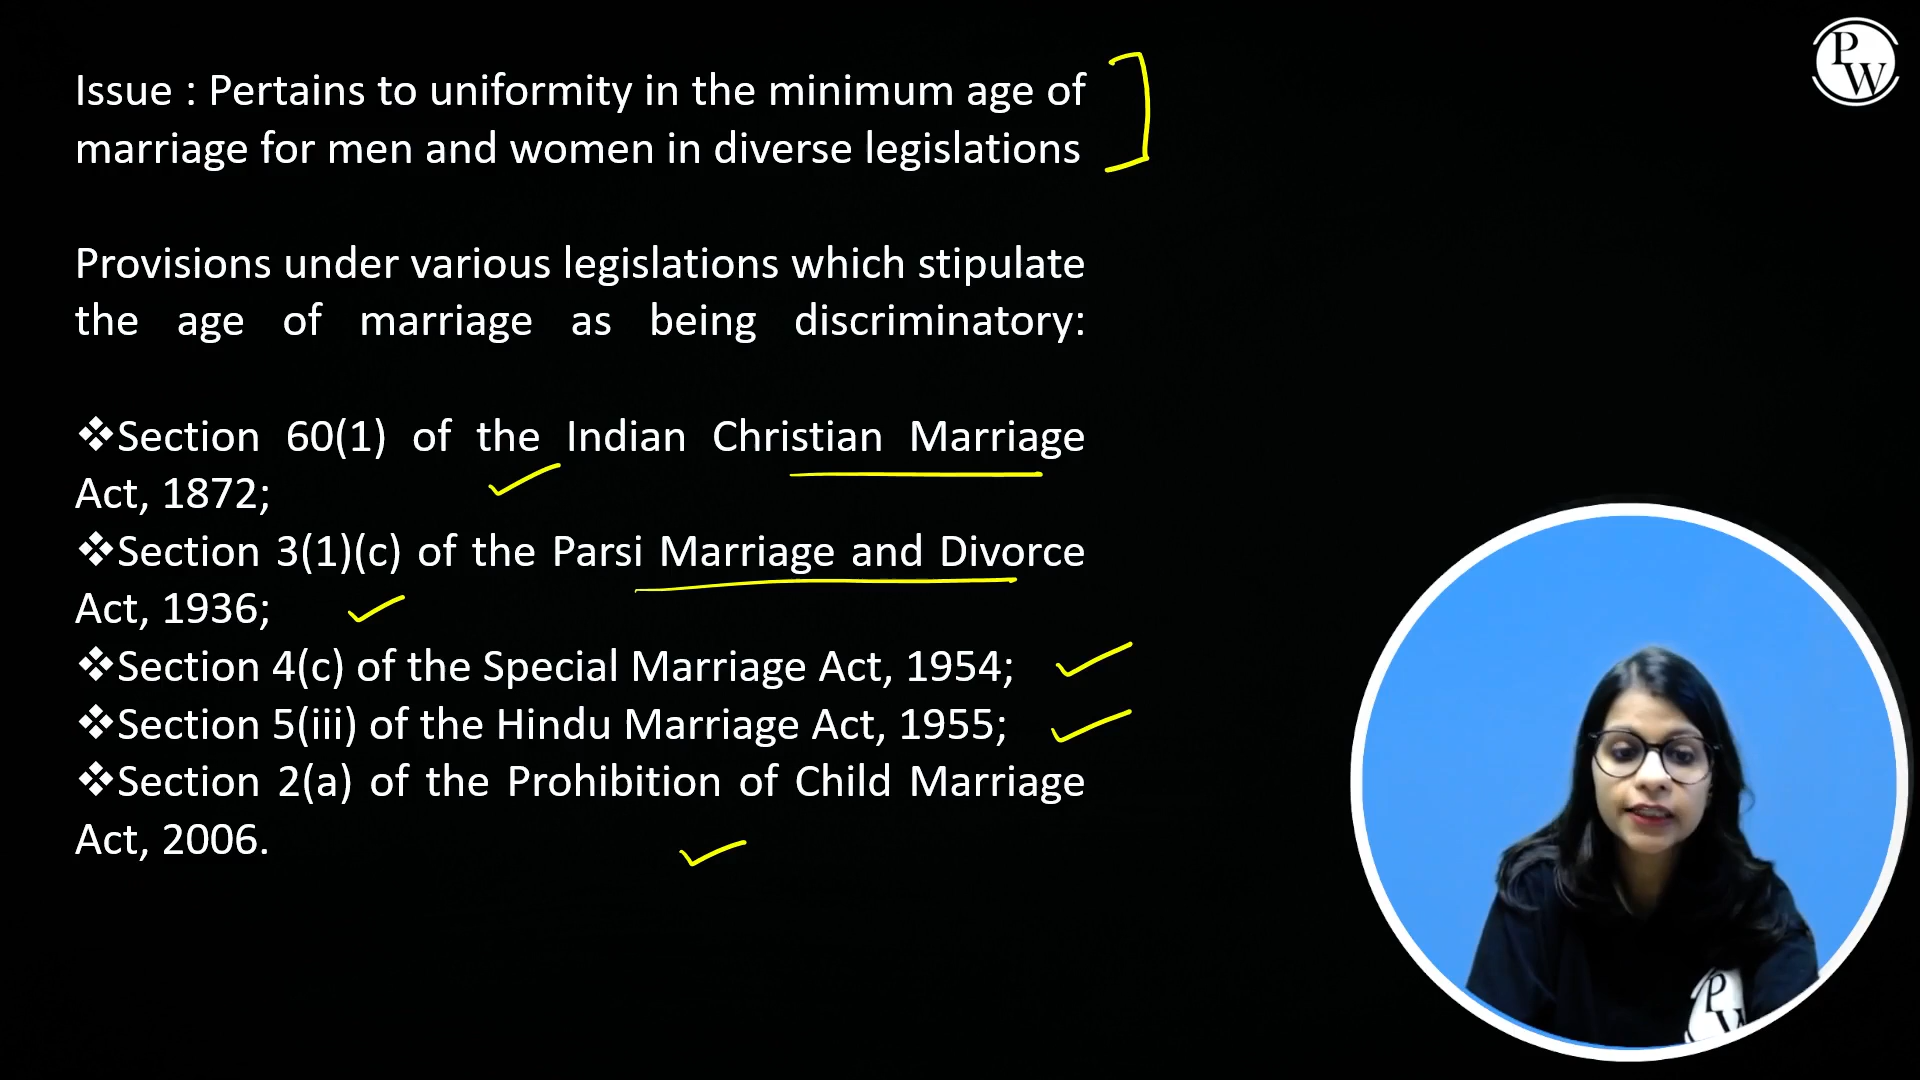 Issue : Pertains to uniformity in the minimum age of
marriage for men and women in diverse legislations
Provisions under various legislations which stipulate
the age of marriage as being discriminatory:
❖Section 60(1) of the Indian Christian Marriage
Act, 1872;
❖Section 3(1)(c) of the Parsi Marriage and Divorce
Act, 1936;
❖Section 4(c) of the Special Marriage Act, 1954;
❖Section 5(iii) of the Hindu Marriage Act, 1955;
❖Section 2(a) of the Prohibition of Child Marriage
Act, 2006.
PW
PW